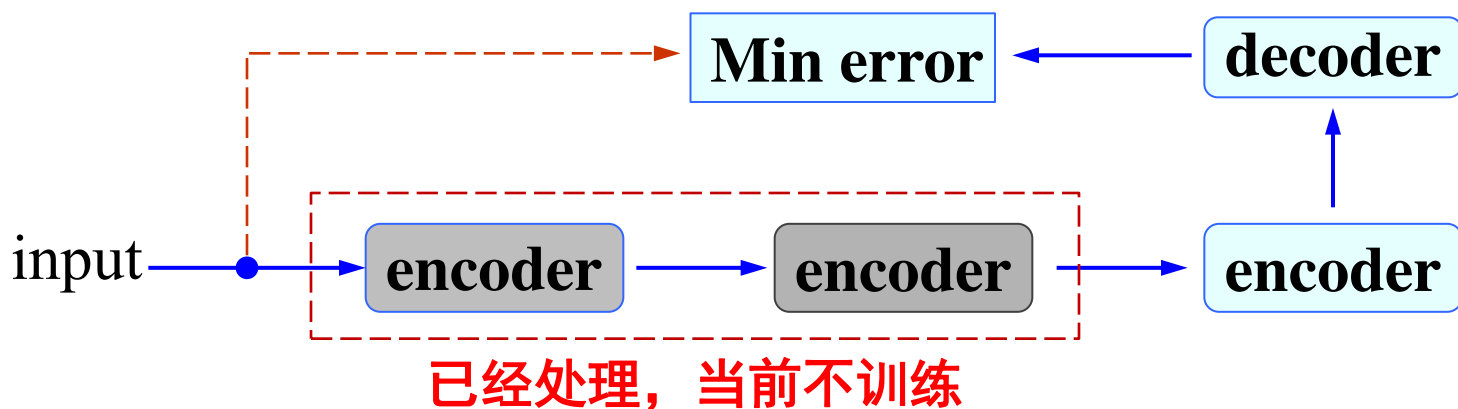 Min error
decoder
input
encoder
encoder
encoder
已经处理，当前不训练